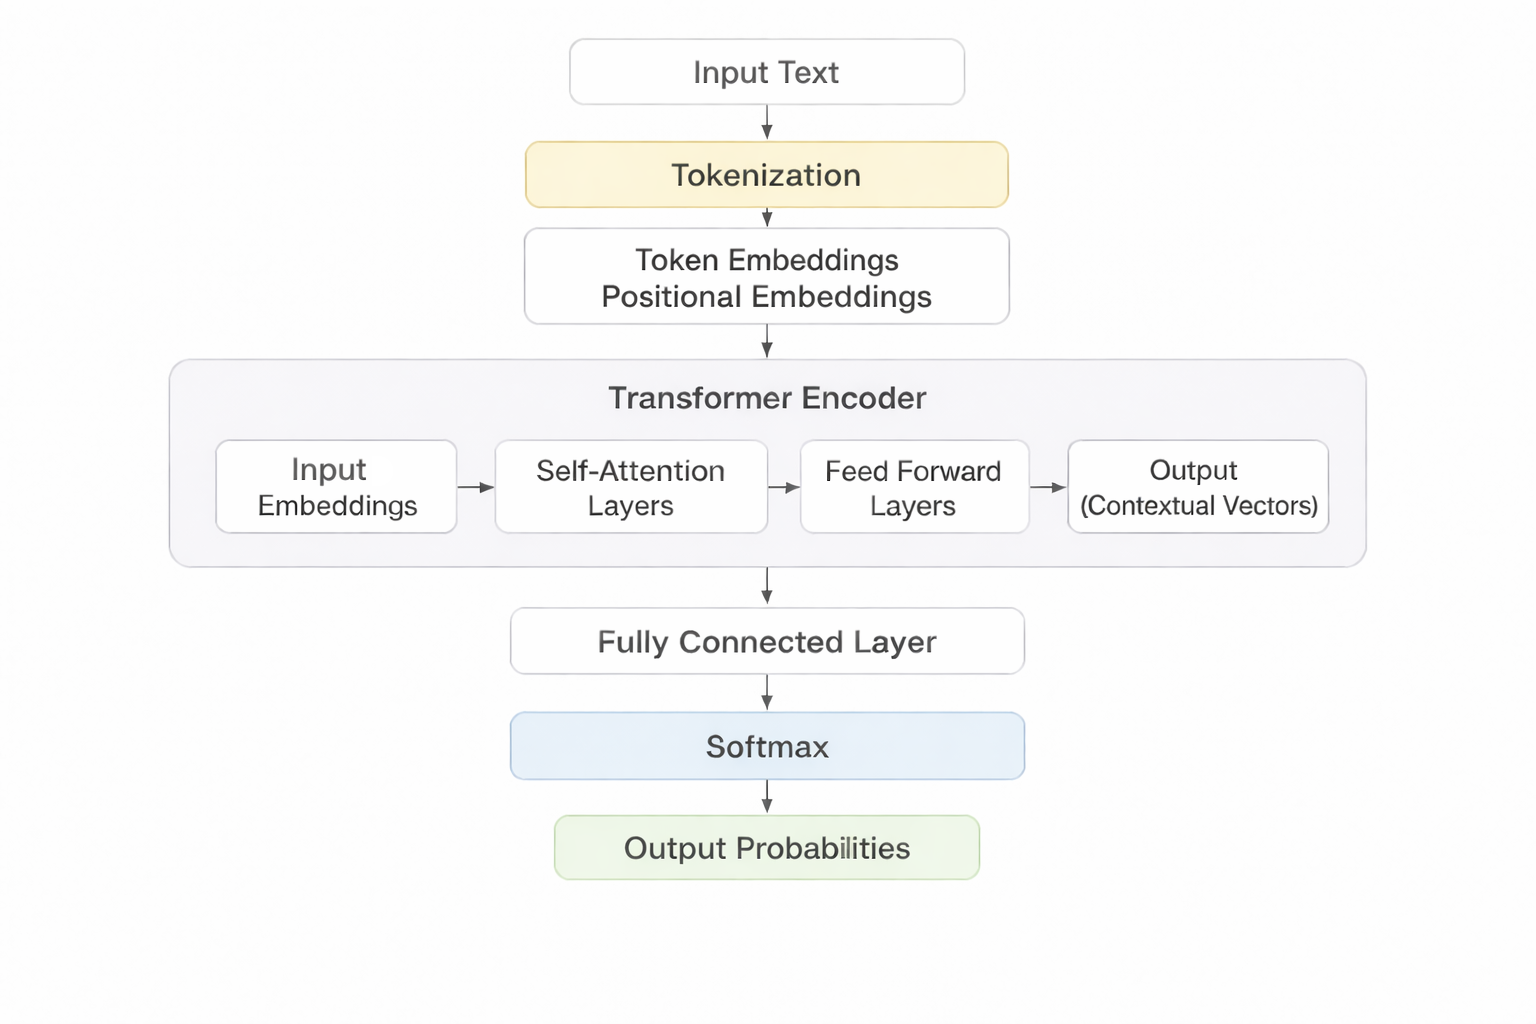 Input Text
Tokenization
Token Embeddings
Positional Embeddings
Transformer Encoder
Input
Embeddings
Self-Attention
Layers
Feed Forward
Layers
Output
(Contextual Vectors)
Fully Connected Layer
Softmax
Output Probabilities